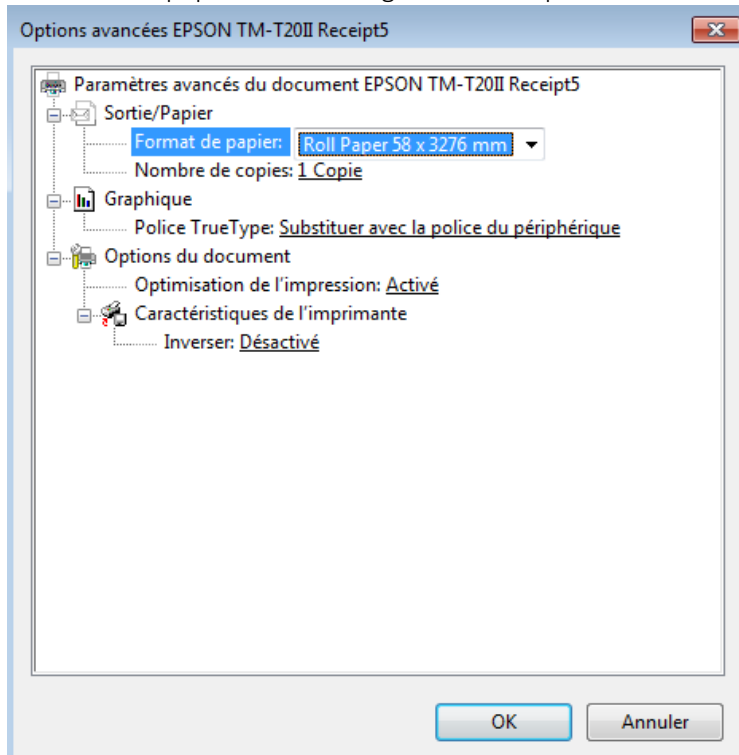 Options avancées EPSON TM-T20II Receipt5
Paramètres avancés du document EPSON TM-T20II Receipt5
Sortie/Papier
Format de papier: Roll Paper 58 x 3276 mm
Nombre de copies: 1 Copie
Graphique
Police TrueType: Substituer avec la police du périphérique
Options du document
Optimisation de l'impression: Activé
Caractéristiques de l'imprimante
Inverser: Désactivé
OK Annuler